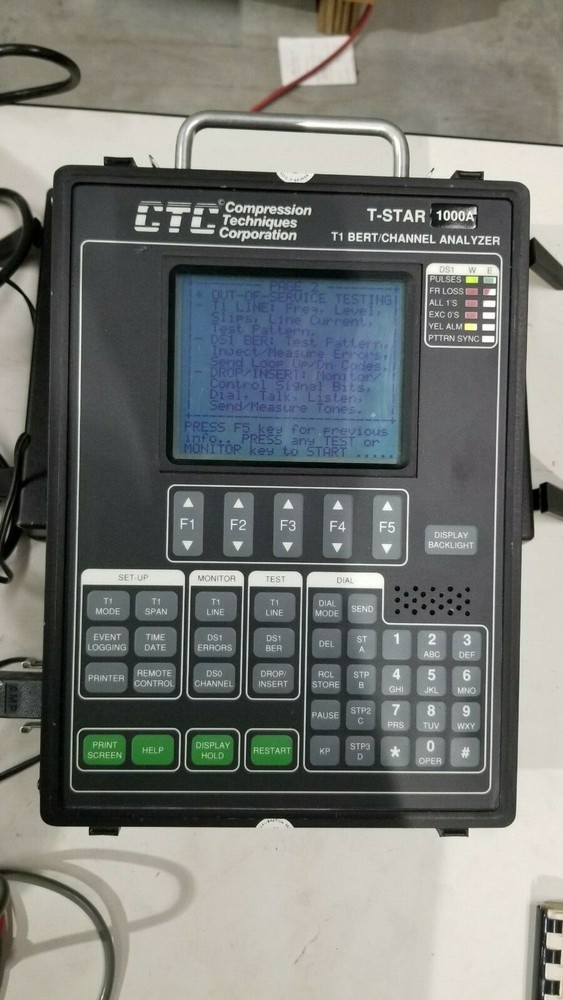 CTC © Compression
Techniques
Corporation
T-STAR 1000A
T1 BERT/CHANNEL ANALYZER
DS1 W E
PULSES
FR LOSS
ALL 1'S
EXC 0'S
YEL ALM
PTTRN SYNC
PAGE 2
* OUT-OF-SERVICE TESTING
- T1 LINE: Freq, Level,
Slips, Line Current,
Test Pattern.
- DS1 BER: Test Pattern,
Inject/Measure Errors,
Send Loop Up/Dn Codes.
- DROP/INSERT: Monitor/
Control Signal Bits,
Dial, Talk, Listen,
Send/Measure Tones.
PRESS F5 key for previous
info.. PRESS any TEST or
MONITOR key to START .....
F1 F2 F3 F4 F5
DISPLAY
BACKLIGHT
SET-UP MONITOR TEST DIAL
T1
MODE
T1
SPAN
T1
LINE
T1
LINE
DIAL
MODE
SEND
EVENT
LOGGING
TIME
DATE
DS1
ERRORS
DS1
BER
DEL
ST
A
1
2
ABC
3
DEF
PRINTER
REMOTE
CONTROL
DS0
CHANNEL
DROP/
INSERT
RCL
STORE
STP
B
4
GHI
5
JKL
6
MNO
PAUSE
STP2
C
7
PRS
8
TUV
9
WXY
PRINT
SCREEN
HELP
DISPLAY
HOLD
RESTART
KP
STP3
D
*
0
OPER
#